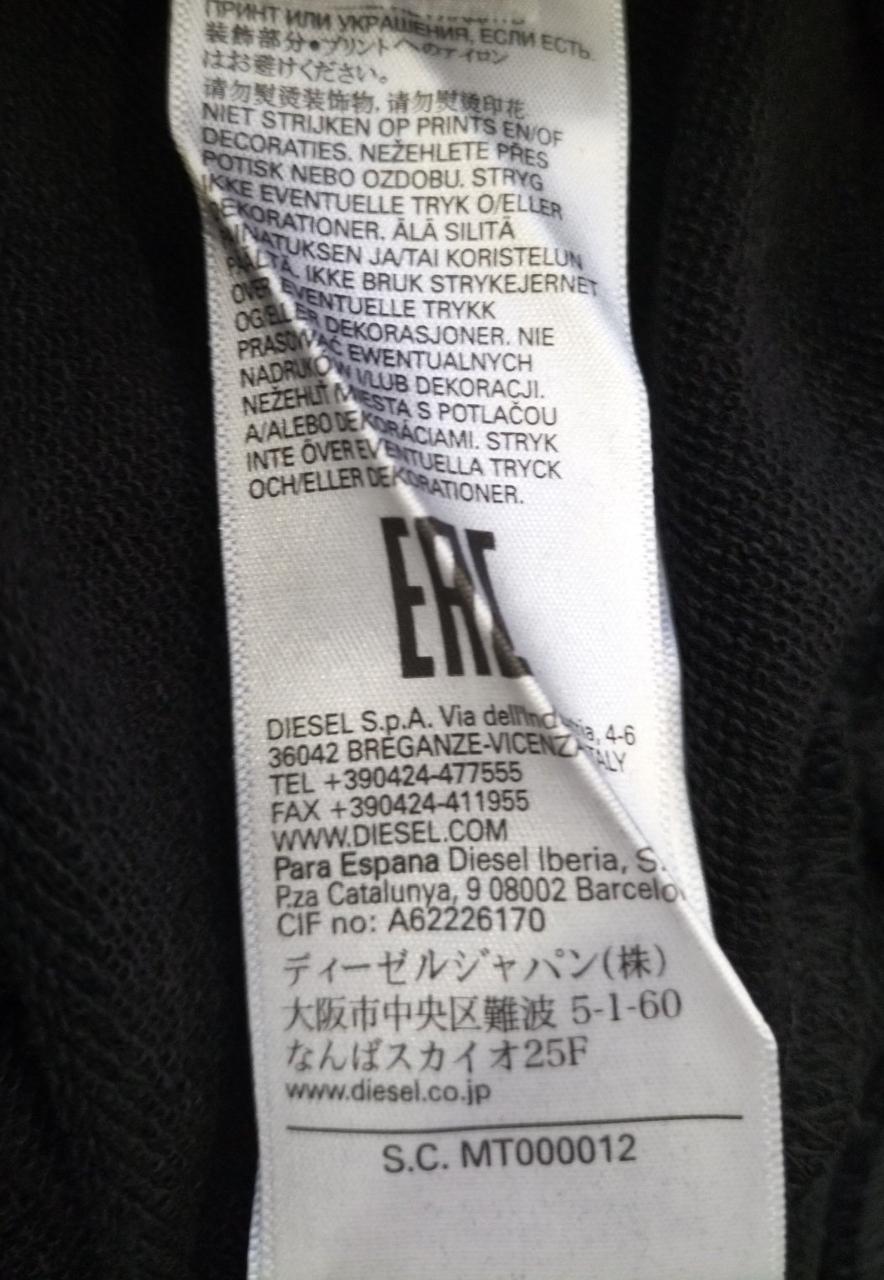 ПРИНТ ИЛИ УКРАШЕНИЯ, ЕСЛИ ЕСТЬ.
装飾部分●プリントへのアイロン
はお避けください。
请勿熨烫装饰物, 请勿熨烫印花
NIET STRIJKEN OP PRINTS EN/OF
DECORATIES. NEŽEHLETE PŘES
POTISK NEBO OZDOBU. STRYG
IKKE EVENTUELLE TRYK O/ELLER
DEKORATIONER. ÄLÄ SILITÄ
PAINATUKSEN JA/TAI KORISTELUN
PÄÄLTÄ. IKKE BRUK STRYKEJERNET
OVER EVENTUELLE TRYKK
OG/ELLER DEKORASJONER. NIE
PRASOWAĆ EWENTUALNYCH
NADRUKÓW I/LUB DEKORACJI.
NEŽEHLIŤ MIESTA S POTLAČOU
A/ALEBO DEKORÁCIAMI. STRYK
INTE ÖVER EVENTUELLA TRYCK
OCH/ELLER DEKORATIONER.
EAC
DIESEL S.p.A. Via dell'Industria, 4-6
36042 BREGANZE-VICENZA ITALY
TEL +390424-477555
FAX +390424-411955
WWW.DIESEL.COM
Para Espana Diesel Iberia, S.
P.za Catalunya, 9 08002 Barcelo
CIF no: A62226170
ディーゼルジャパン(株)
大阪市中央区難波 5-1-60
なんばスカイオ25F
www.diesel.co.jp
S.C. MT000012